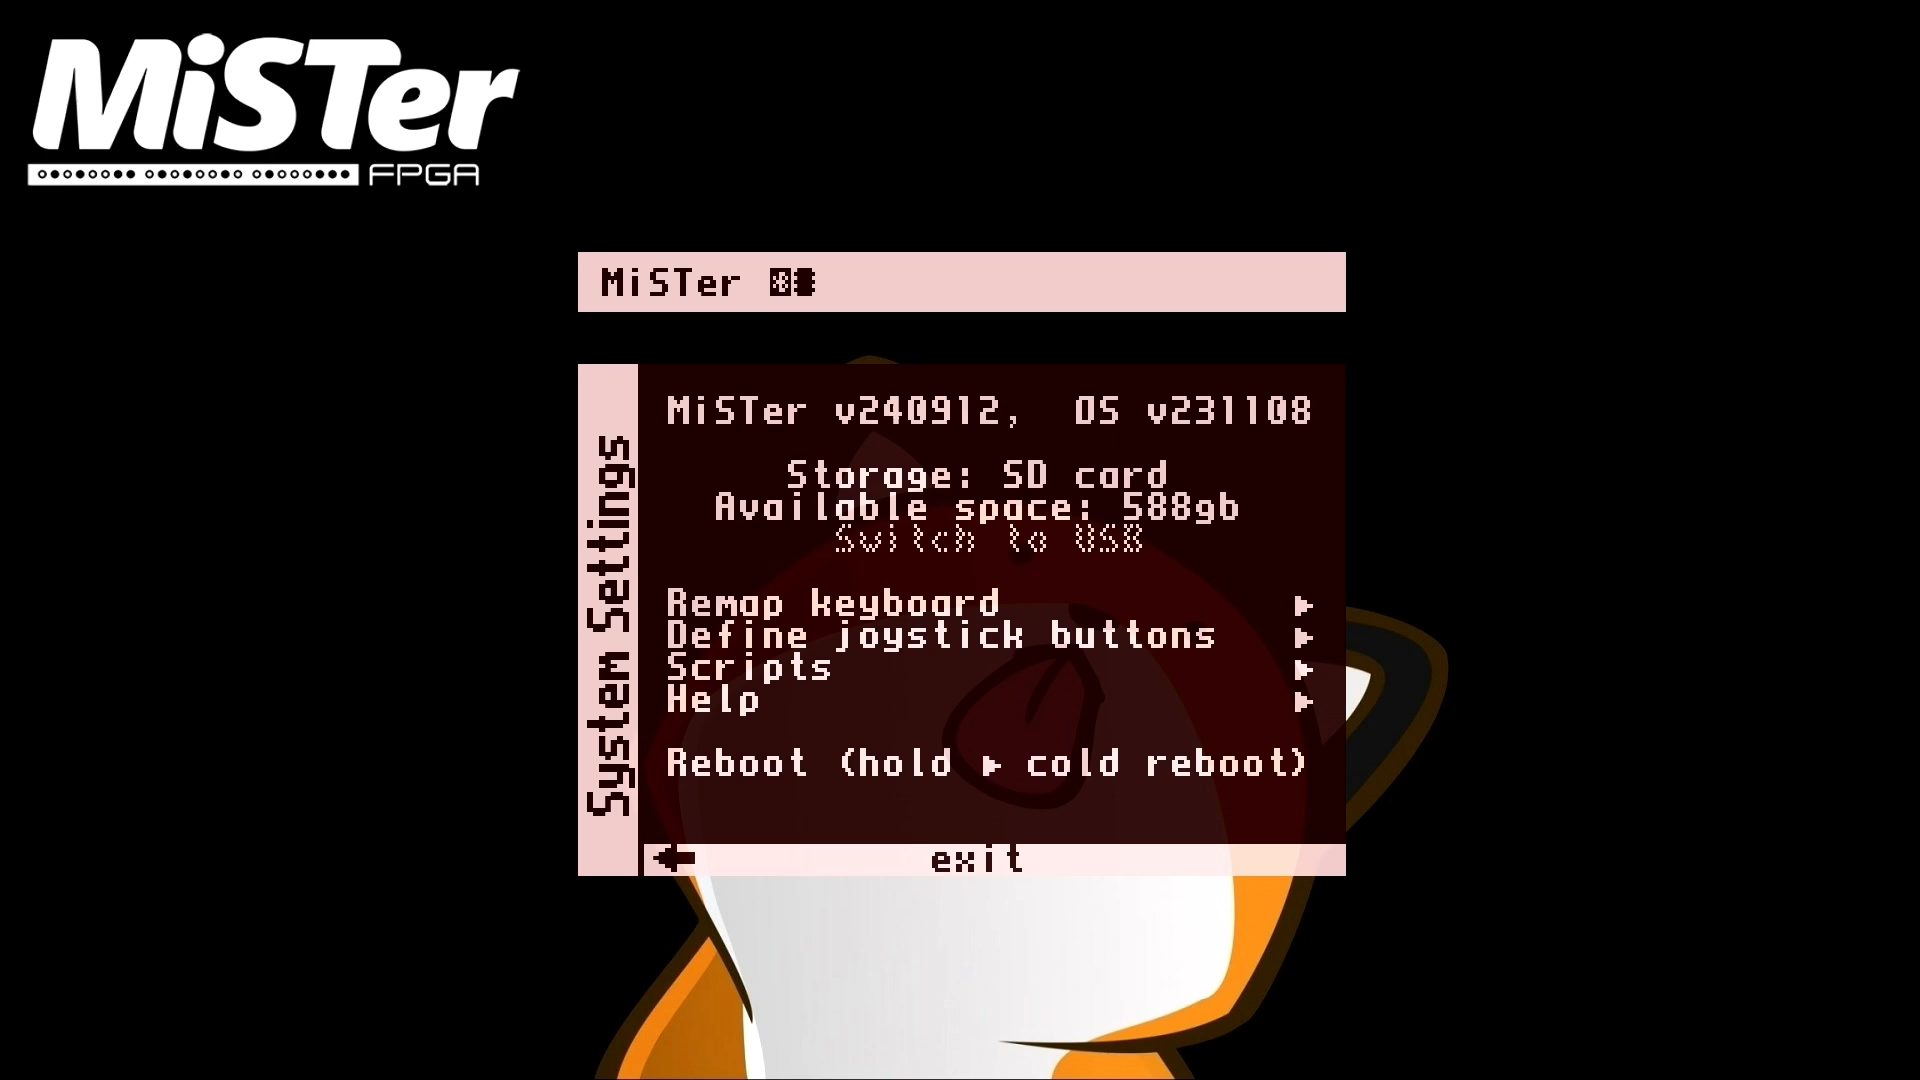 MiSTer
FPGA
MiSTer
System Settings
MiSTer v240912, OS v231108
Storage: SD card
Available space: 588gb
Switch to USB
Remap keyboard
Define joystick buttons
Scripts
Help
Reboot (hold ▶ cold reboot)
exit